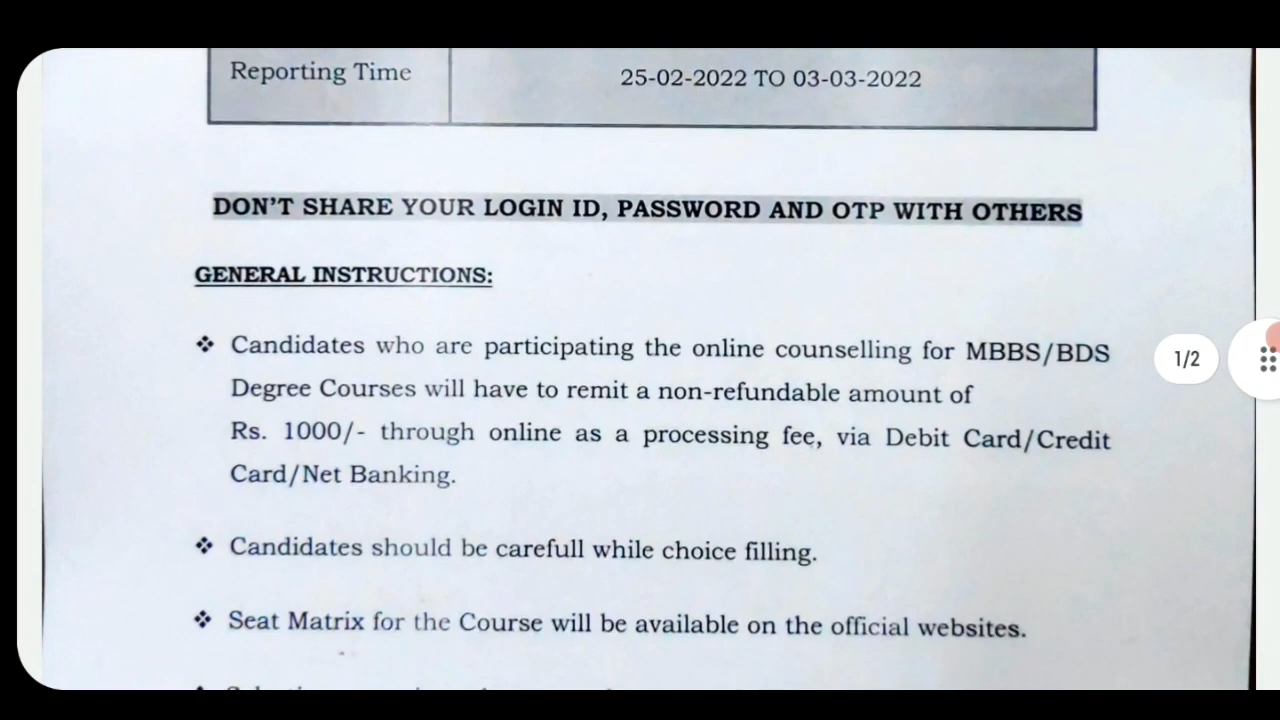 Reporting Time 25-02-2022 TO 03-03-2022
DON'T SHARE YOUR LOGIN ID, PASSWORD AND OTP WITH OTHERS
GENERAL INSTRUCTIONS:
❖ Candidates who are participating the online counselling for MBBS/BDS
Degree Courses will have to remit a non-refundable amount of
Rs. 1000/- through online as a processing fee, via Debit Card/Credit
Card/Net Banking.
1/2
❖ Candidates should be carefull while choice filling.
❖ Seat Matrix for the Course will be available on the official websites.